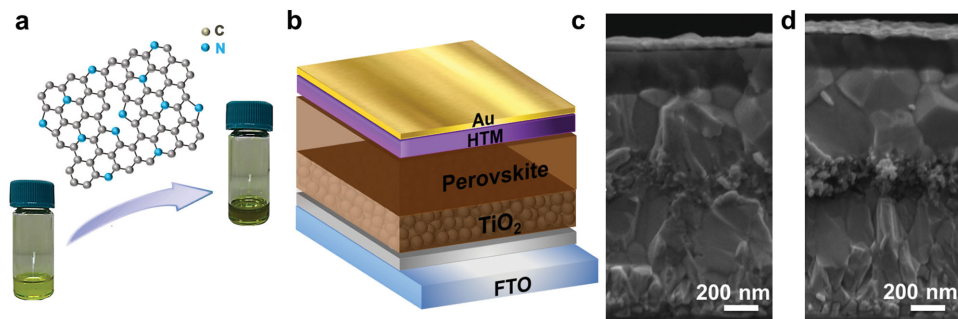 a
C
N
b
Au
HTM
Perovskite
TiO₂
FTO
c
200 nm
d
200 nm